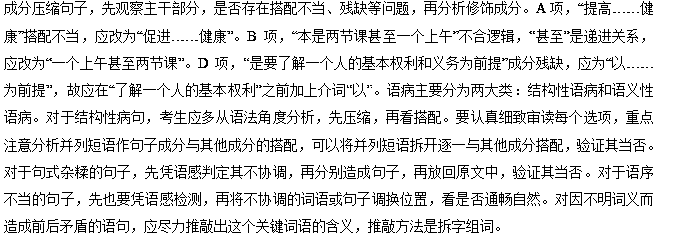 成分压缩句子，先观察主干部分，是否存在搭配不当、残缺等问题，再分析修饰成分。A 项，“提高……健
康”搭配不当，应改为“促进……健康”。B 项，“本是两节课甚至一个上午”不合逻辑，“甚至”是递进关系，
应改为“一个上午甚至两节课”。D 项，“是要了解一个人的基本权利和义务为前提”成分残缺，应为“以……
为前提”，故应在“了解一个人的基本权利”之前加上介词“以”。语病主要分为两大类：结构性语病和语义性
语病。对于结构性病句，考生应多从语法角度分析，先压缩，再看搭配。要认真细致审读每个选项，重点
注意分析并列短语作句子成分与其他成分的搭配，可以将并列短语拆开逐一与其他成分搭配，验证其当否。
对于句式杂糅的句子，先凭语感判定其不协调，再分别造成句子，再放回原文中，验证其当否。对于语序
不当的句子，先也要凭语感检测，再将不协调的词语或句子调换位置，看是否通畅自然。对因不明词义而
造成前后矛盾的语句，应尽力推敲出这个关键词语的含义，推敲方法是拆字组词。